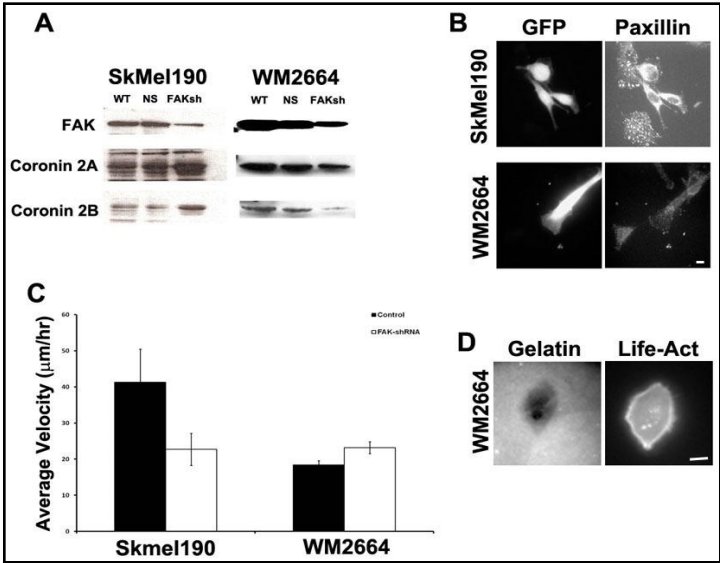 A
SkMel190
WM2664
WT NS FAKsh
WT NS FAKsh
FAK
Coronin 2A
Coronin 2B
B
GFP
Paxillin
SkMel190
WM2664
C
Control
FAK-shRNA
Average Velocity (µm/hr)
60
50
40
30
20
10
0
Skmel190
WM2664
D
Gelatin
Life-Act
WM2664